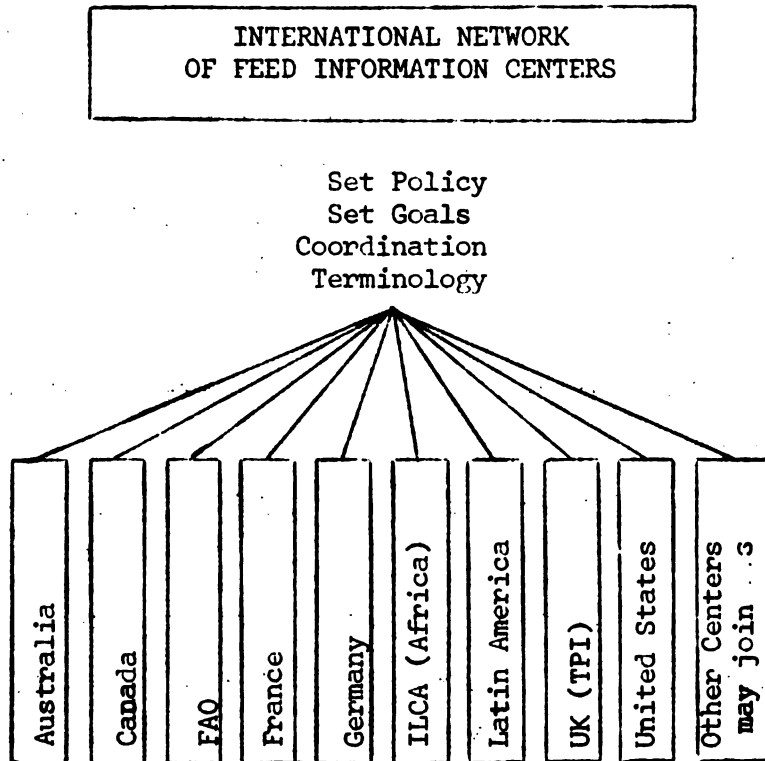 INTERNATIONAL NETWORK
OF FEED INFORMATION CENTERS
Set Policy
Set Goals
Coordination
Terminology
Australia
Canada
FAO
France
Germany
ILCA (Africa)
Latin America
UK (TPI)
United States
Other Centers
may join